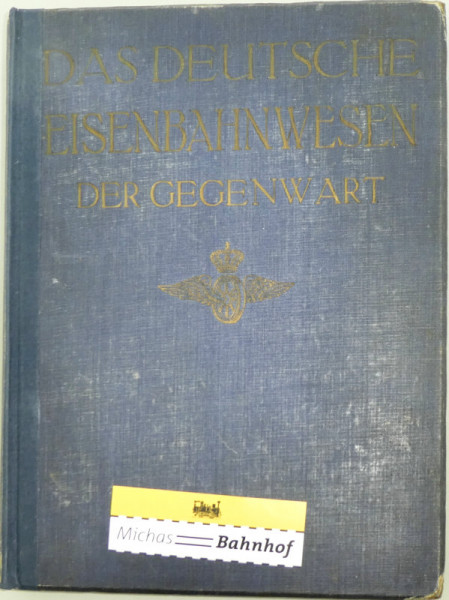 DAS DEUTSCHE
EISENBAHNWESEN
DER GEGENWART
Michas Bahnhof